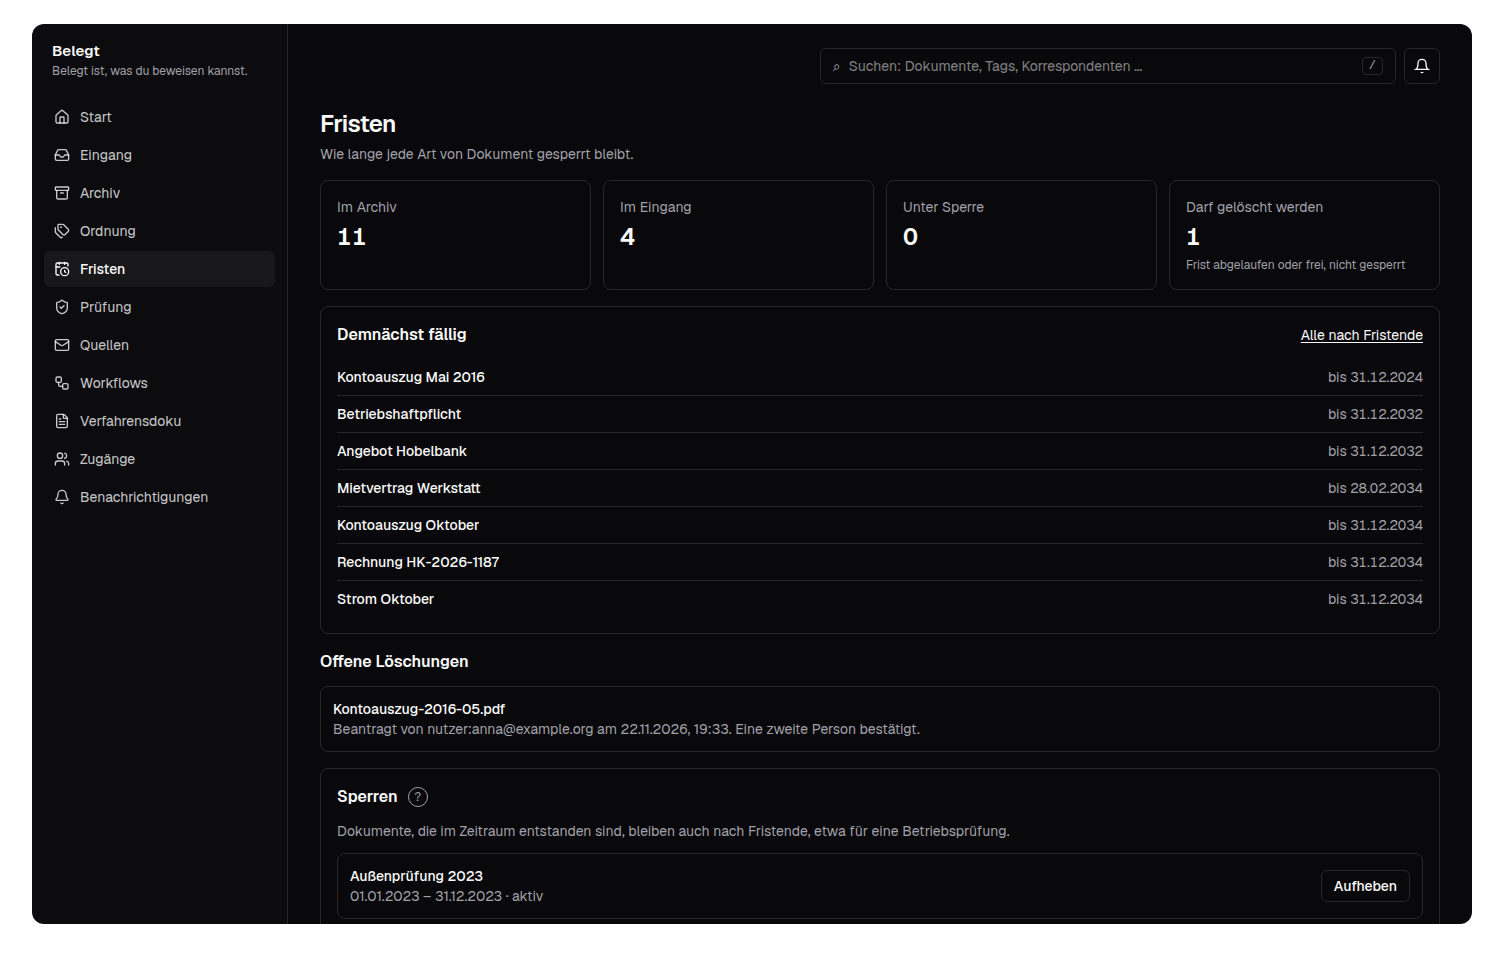 Belegt
Belegt ist, was du beweisen kannst.
Start
Eingang
Archiv
Ordnung
Fristen
Prüfung
Quellen
Workflows
Verfahrensdoku
Zugänge
Benachrichtigungen
Suchen: Dokumente, Tags, Korrespondenten …
/
Fristen
Wie lange jede Art von Dokument gesperrt bleibt.
Im Archiv
11
Im Eingang
4
Unter Sperre
0
Darf gelöscht werden
1
Frist abgelaufen oder frei, nicht gesperrt
Demnächst fällig
Alle nach Fristende
Kontoauszug Mai 2016 bis 31.12.2024
Betriebshaftpflicht bis 31.12.2032
Angebot Hobelbank bis 31.12.2032
Mietvertrag Werkstatt bis 28.02.2034
Kontoauszug Oktober bis 31.12.2034
Rechnung HK-2026-1187 bis 31.12.2034
Strom Oktober bis 31.12.2034
Offene Löschungen
Kontoauszug-2016-05.pdf
Beantragt von nutzer:anna@example.org am 22.11.2026, 19:33. Eine zweite Person bestätigt.
Sperren ?
Dokumente, die im Zeitraum entstanden sind, bleiben auch nach Fristende, etwa für eine Betriebsprüfung.
Außenprüfung 2023
01.01.2023 – 31.12.2023 · aktiv
Aufheben